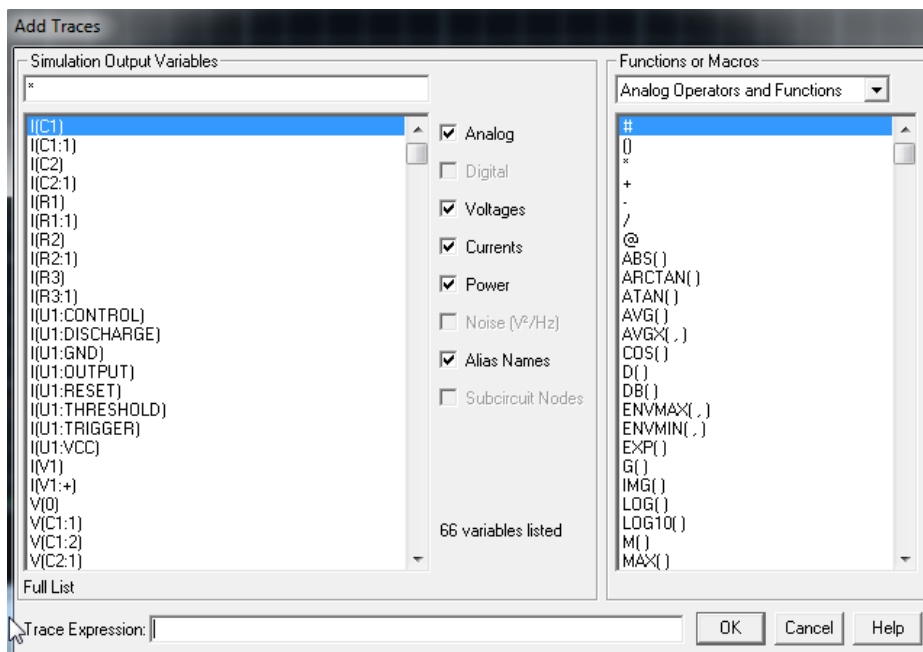 Add Traces
Simulation Output Variables
*
I(C1)
I(C1:1)
I(C2)
I(C2:1)
I(R1)
I(R1:1)
I(R2)
I(R2:1)
I(R3)
I(R3:1)
I(U1:CONTROL)
I(U1:DISCHARGE)
I(U1:GND)
I(U1:OUTPUT)
I(U1:RESET)
I(U1:THRESHOLD)
I(U1:TRIGGER)
I(U1:VCC)
I(V1)
I(V1:+)
V(0)
V(C1:1)
V(C1:2)
V(C2:1)
Full List
Analog
Digital
Voltages
Currents
Power
Noise (V²/Hz)
Alias Names
Subcircuit Nodes
66 variables listed
Functions or Macros
Analog Operators and Functions
#
()
*
+
-
/
@
ABS( )
ARCTAN( )
ATAN( )
AVG( )
AVGX( , )
COS( )
D( )
DB( )
ENVMAX( , )
ENVMIN( , )
EXP( )
G( )
IMG( )
LOG( )
LOG10( )
M( )
MAX( )
Trace Expression:
OK
Cancel
Help